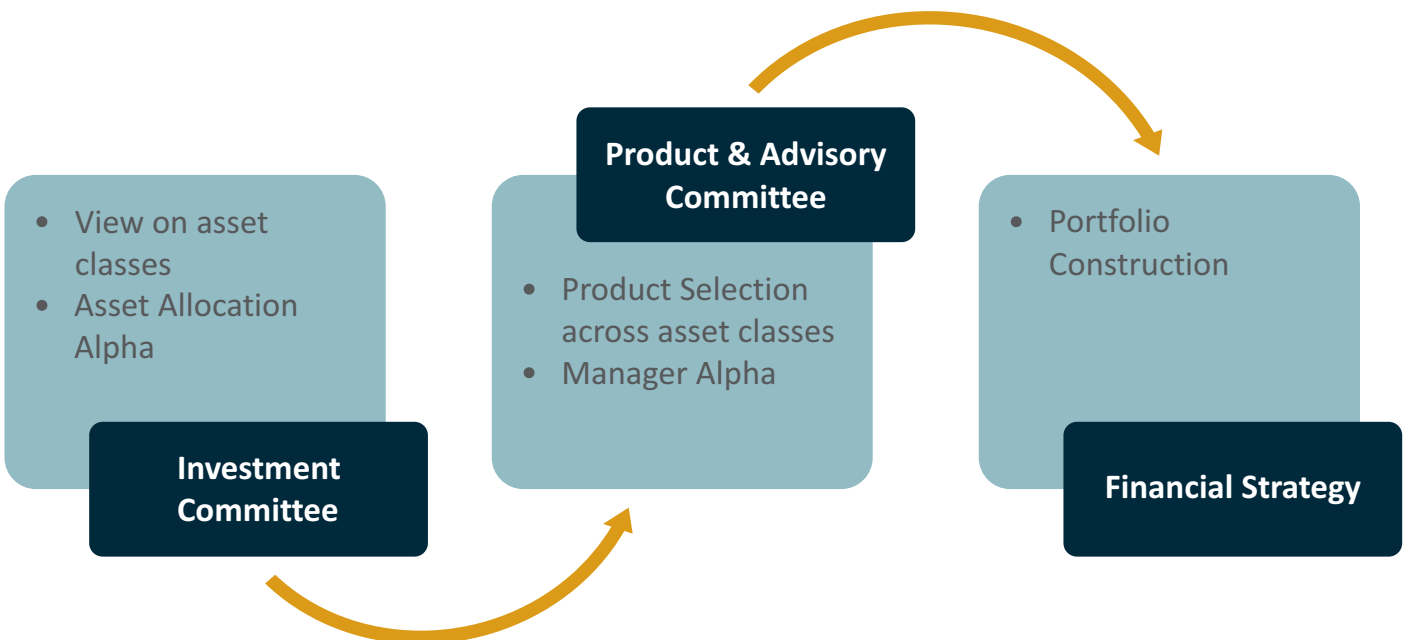 • View on asset
classes
• Asset Allocation
Alpha
Investment
Committee
Product & Advisory
Committee
• Product Selection
across asset classes
• Manager Alpha
• Portfolio
Construction
Financial Strategy